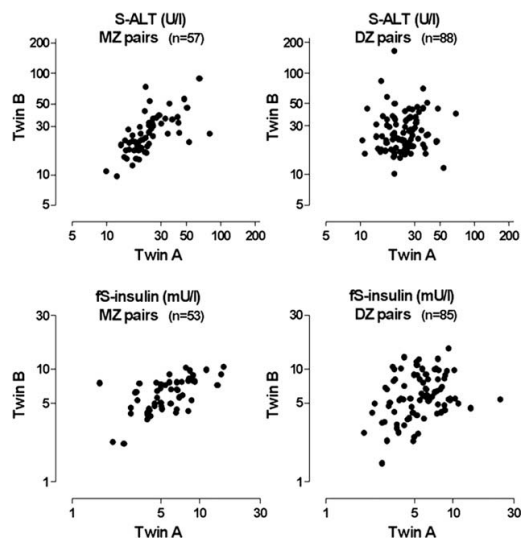 S-ALT (U/l)
MZ pairs (n=57)
200
100
50
30
10
5
Twin B
5 10 30 50 100 200
Twin A
S-ALT (U/l)
DZ pairs (n=88)
200
100
50
30
10
5
Twin B
5 10 30 50 100 200
Twin A
fS-insulin (mU/l)
MZ pairs (n=53)
30
10
5
1
Twin B
1 5 10 30
Twin A
fS-insulin (mU/l)
DZ pairs (n=85)
30
10
5
1
Twin B
1 5 10 30
Twin A